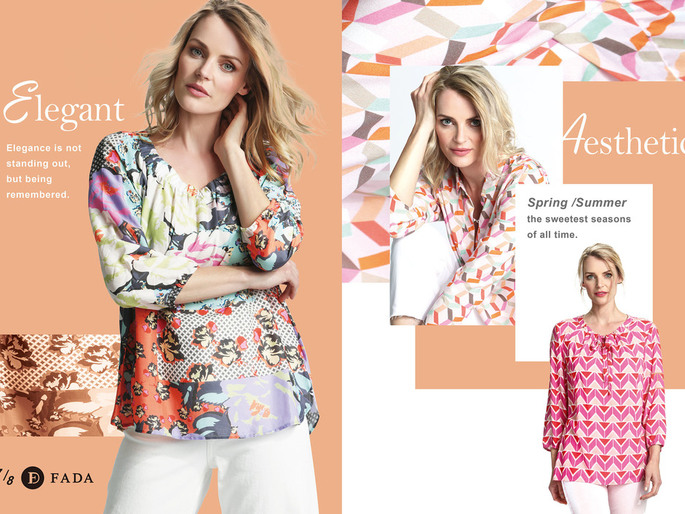 Elegant
Elegance is not
standing out,
but being
remembered.
/8 FADA
Aesthetic
Spring /Summer
the sweetest seasons
of all time.